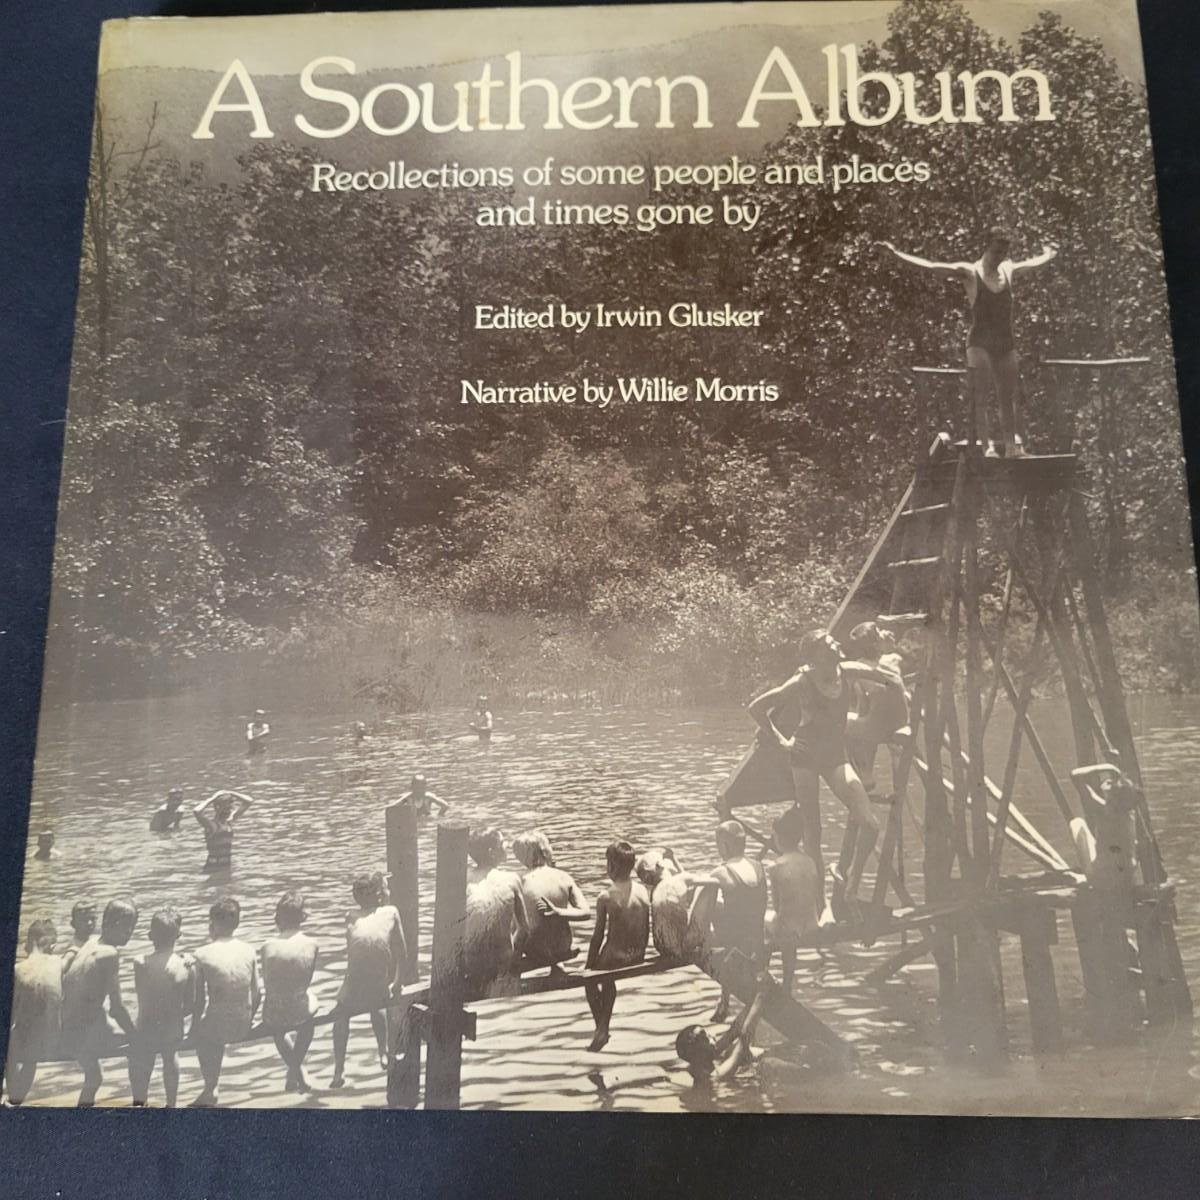 A Southern Album
Recollections of some people and places
and times gone by
Edited by Irwin Glusker
Narrative by Willie Morris